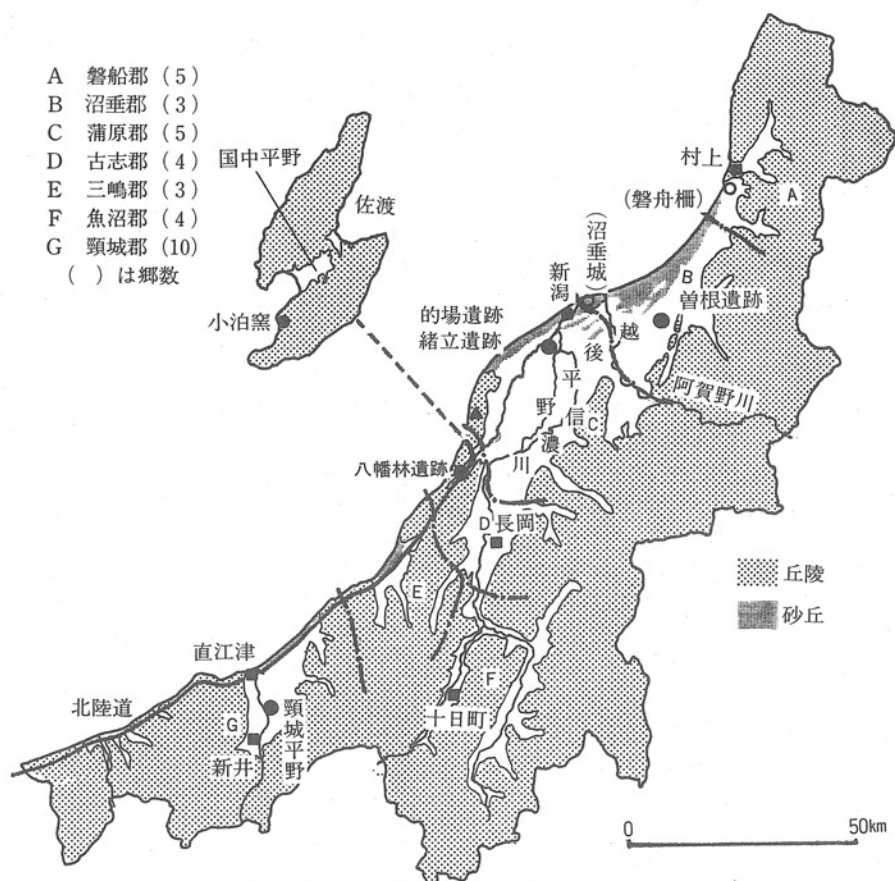 A 磐船郡（5）
B 沼垂郡（3）
C 蒲原郡（5）
D 古志郡（4）
E 三嶋郡（3）
F 魚沼郡（4）
G 頸城郡（10）
（ ）は郷数
国中平野
佐渡
小泊窯
村上
（磐舟柵）
A
（沼垂城）
新潟
B
曽根遺跡
的場遺跡
緒立遺跡
越後平野
信濃川
C
阿賀野川
八幡林遺跡
D
長岡
E
丘陵
砂丘
直江津
北陸道
F
十日町
G
頸城平野
新井
0
50km